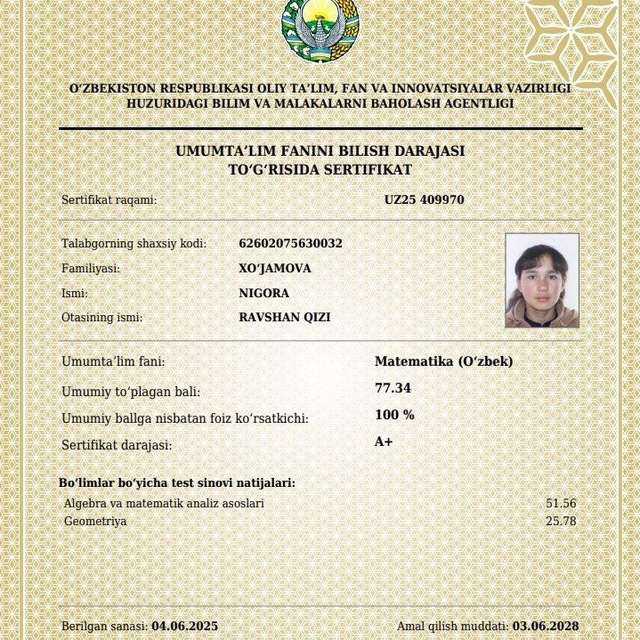 O‘ZBEKISTON RESPUBLIKASI OLIY TA’LIM, FAN VA INNOVATSIYALAR VAZIRLIGI
HUZURIDAGI BILIM VA MALAKALARNI BAHOLASH AGENTLIGI
UMUMTA’LIM FANINI BILISH DARAJASI
TO‘G‘RISIDA SERTIFIKAT
Sertifikat raqami: UZ25 409970
Talabgorning shaxsiy kodi: 62602075630032
Familiyasi: XO‘JAMOVA
Ismi: NIGORA
Otasining ismi: RAVSHAN QIZI
Umumta’lim fani: Matematika (O‘zbek)
Umumiy to‘plagan bali: 77.34
Umumiy ballga nisbatan foiz ko‘rsatkichi: 100 %
Sertifikat darajasi: A+
Bo‘limlar bo‘yicha test sinovi natijalari:
Algebra va matematik analiz asoslari 51.56
Geometriya 25.78
Berilgan sanasi: 04.06.2025 Amal qilish muddati: 03.06.2028